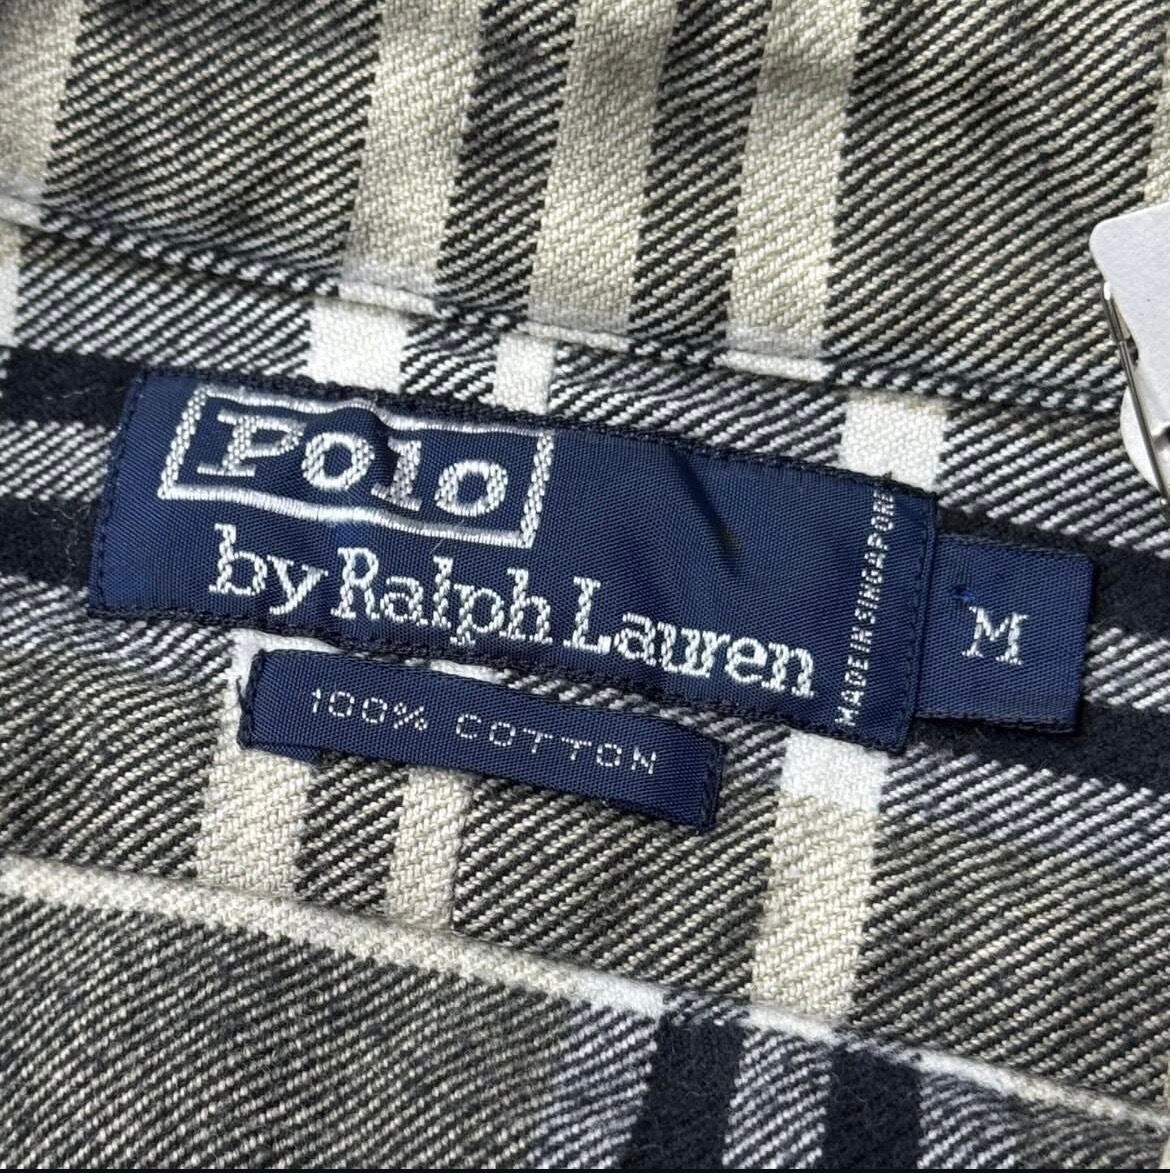 Polo
by Ralph Lauren
MADE IN SINGAPORE
M
100% COTTON